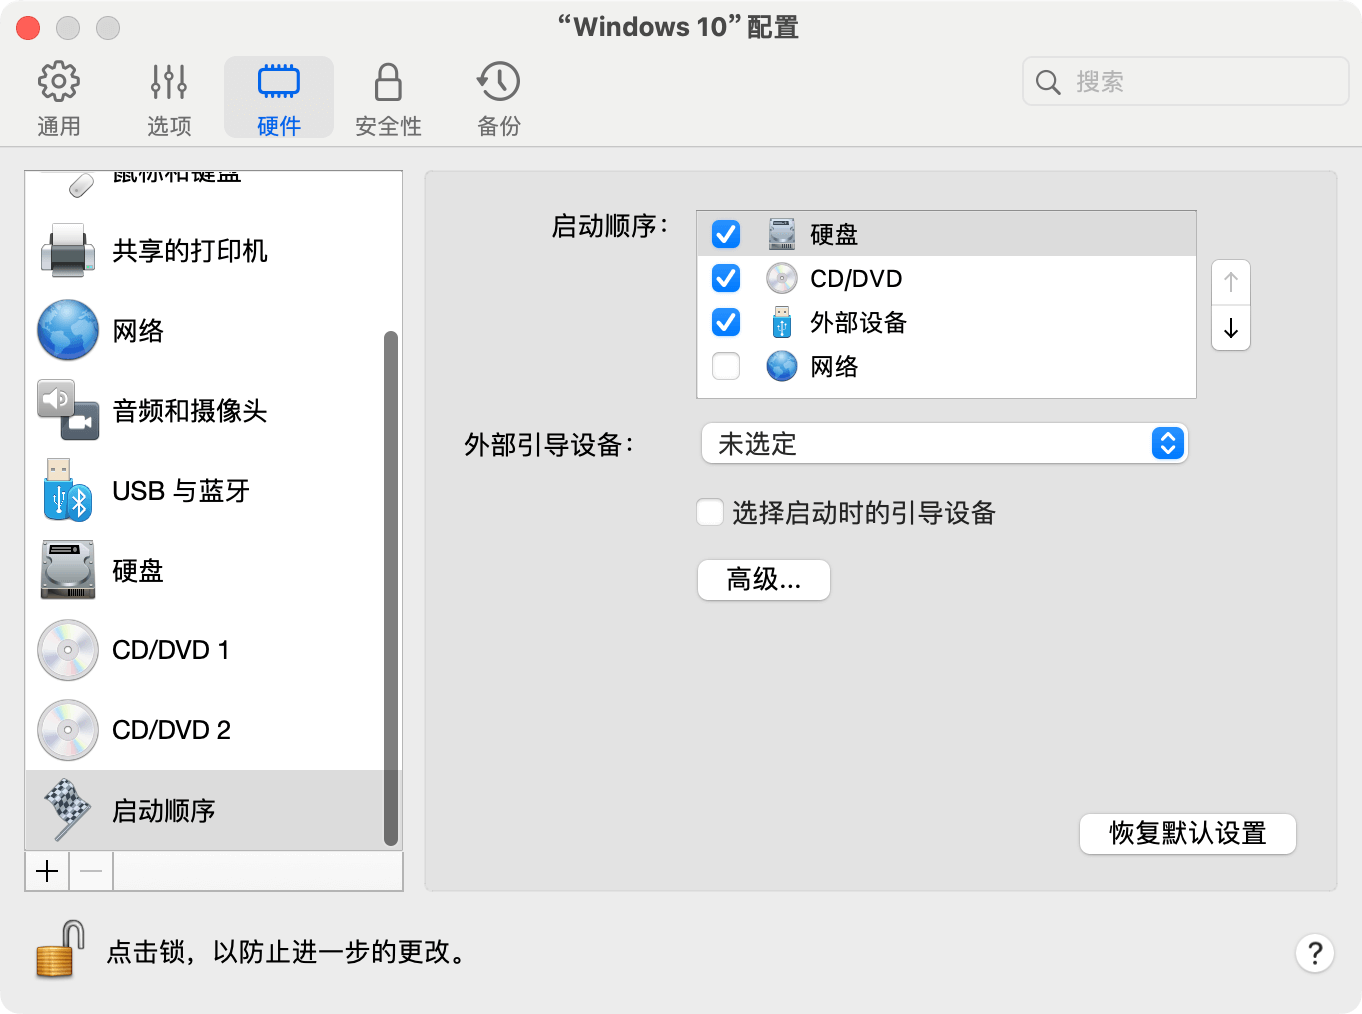 “Windows 10”配置
通用
选项
硬件
安全性
备份
搜索
鼠标和键盘
共享的打印机
网络
音频和摄像头
USB 与蓝牙
硬盘
CD/DVD 1
CD/DVD 2
启动顺序
启动顺序：
硬盘
CD/DVD
外部设备
网络
外部引导设备：
未选定
选择启动时的引导设备
高级...
恢复默认设置
点击锁，以防止进一步的更改。
?